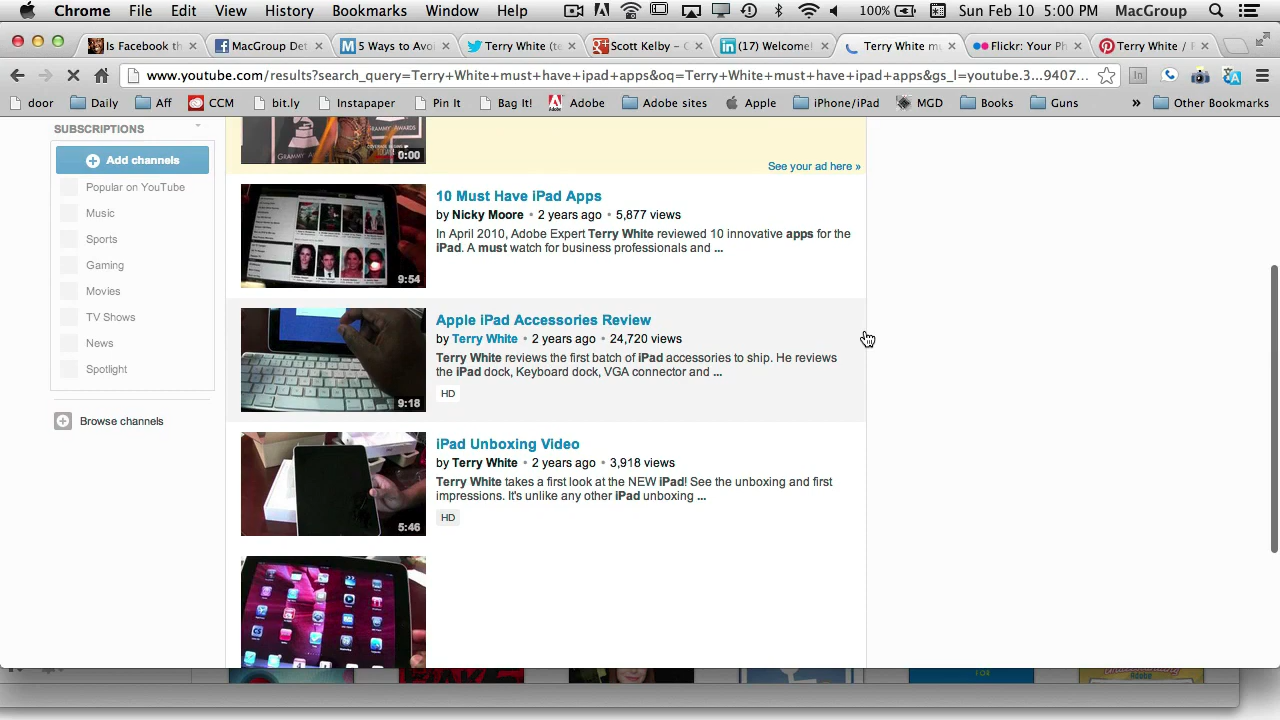 Chrome File Edit View History Bookmarks Window Help 100% Sun Feb 10 5:00 PM MacGroup
Is Facebook th MacGroup Det 5 Ways to Avo Terry White (te Scott Kelby – G (17) Welcome! Terry White mu Flickr: Your Ph Terry White / P
www.youtube.com/results?search_query=Terry+White+must+have+ipad+apps&oq=Terry+White+must+have+ipad+apps&gs_l=youtube.3...9407...
door Daily Aff CCM bit.ly Instapaper Pin It Bag It! Adobe Adobe sites Apple iPhone/iPad MGD Books Guns » Other Bookmarks
SUBSCRIPTIONS
Add channels
Popular on YouTube
Music
Sports
Gaming
Movies
TV Shows
News
Spotlight
Browse channels
GRAMMY AWARDS
0:00
See your ad here »
9:54
10 Must Have iPad Apps
by Nicky Moore • 2 years ago • 5,877 views
In April 2010, Adobe Expert Terry White reviewed 10 innovative apps for the
iPad. A must watch for business professionals and ...
9:18
Apple iPad Accessories Review
by Terry White • 2 years ago • 24,720 views
Terry White reviews the first batch of iPad accessories to ship. He reviews
the iPad dock, Keyboard dock, VGA connector and ...
HD
5:46
iPad Unboxing Video
by Terry White • 2 years ago • 3,918 views
Terry White takes a first look at the NEW iPad! See the unboxing and first
impressions. It's unlike any other iPad unboxing ...
HD
Adobe